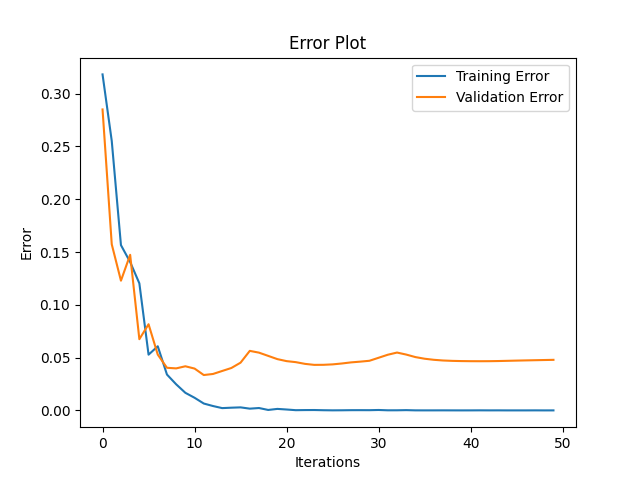 Error Plot
Training Error
Validation Error
Error
0.30
0.25
0.20
0.15
0.10
0.05
0.00
0 10 20 30 40 50
Iterations